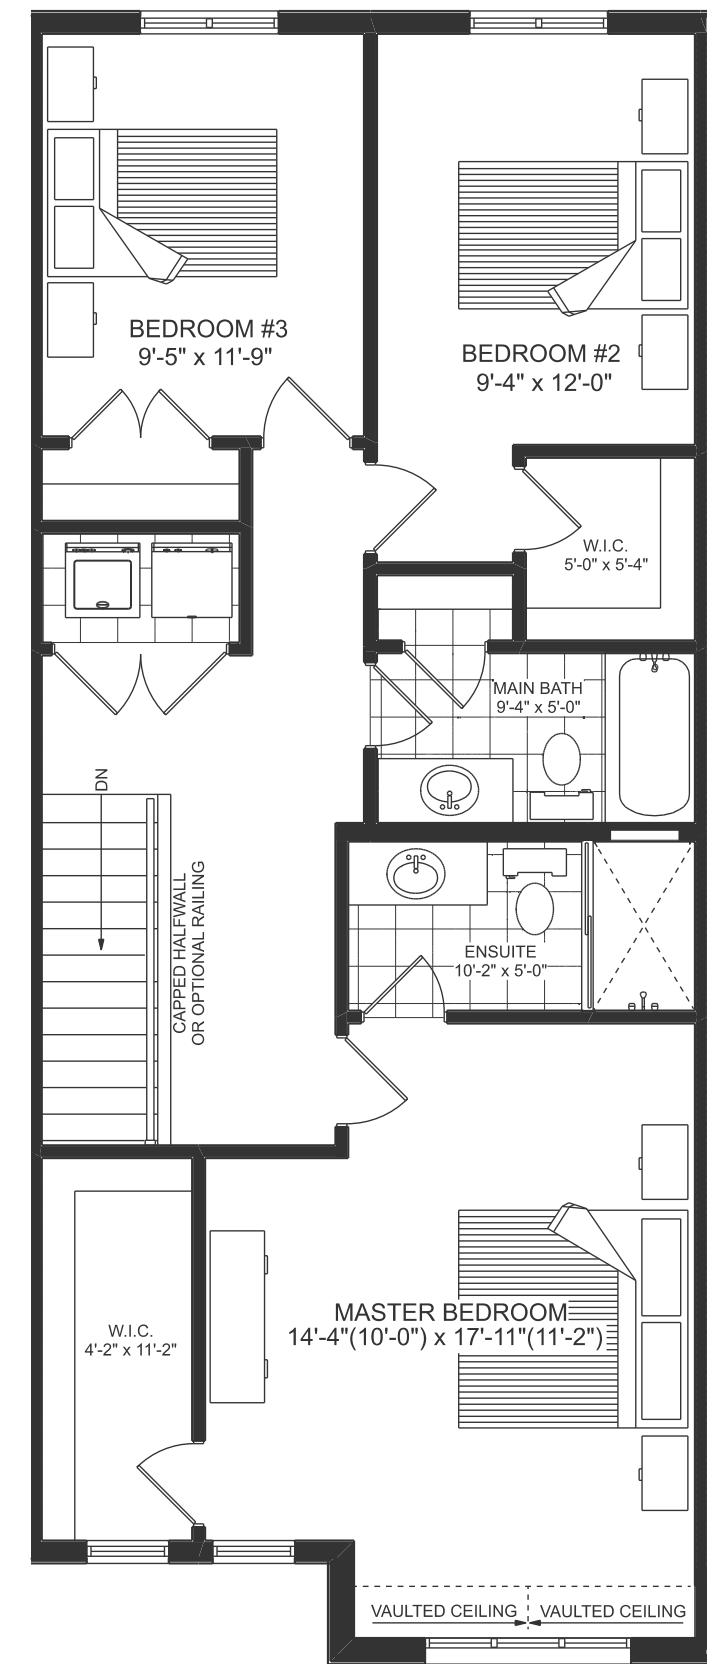 BEDROOM #3
9'-5" x 11'-9"
BEDROOM #2
9'-4" x 12'-0"
W.I.C.
5'-0" x 5'-4"
MAIN BATH
9'-4" x 5'-0"
DN
CAPPED HALFWALL
OR OPTIONAL RAILING
ENSUITE
10'-2" x 5'-0"
MASTER BEDROOM
14'-4"(10'-0") x 17'-11"(11'-2")
W.I.C.
4'-2" x 11'-2"
VAULTED CEILING VAULTED CEILING